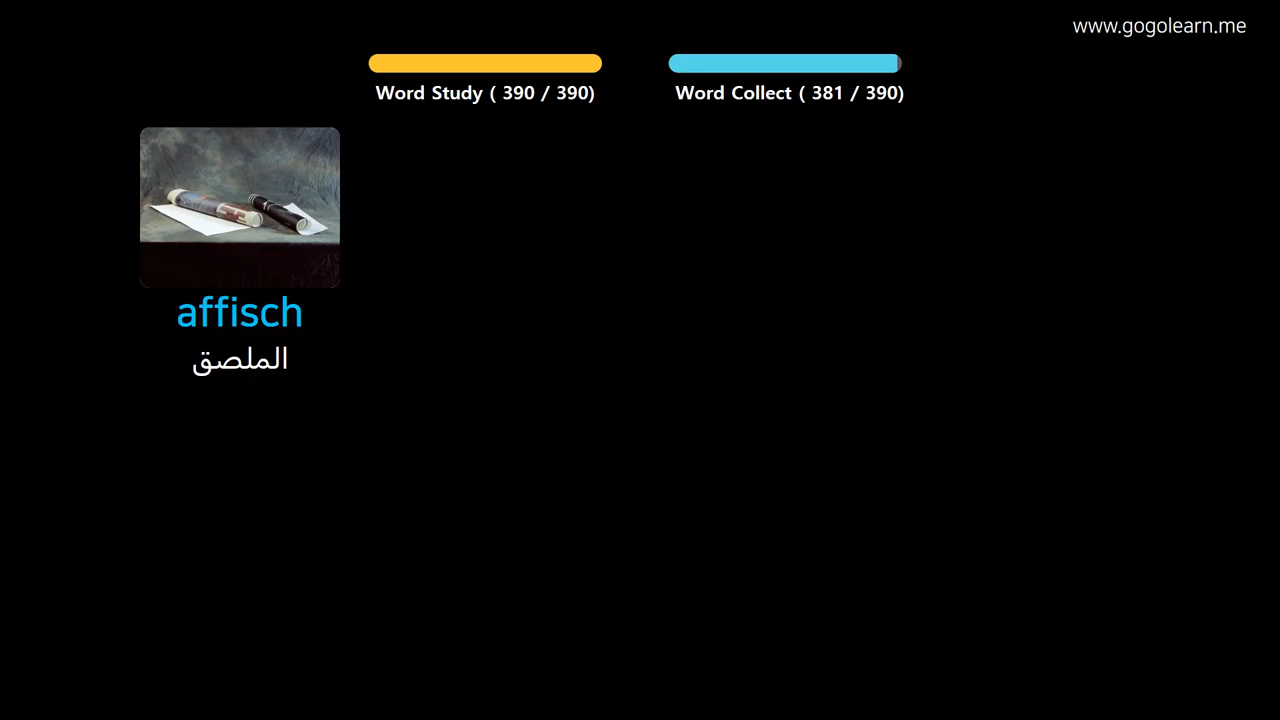 www.gogolearn.me
Word Study ( 390 / 390)
Word Collect ( 381 / 390)
affisch
الملصق